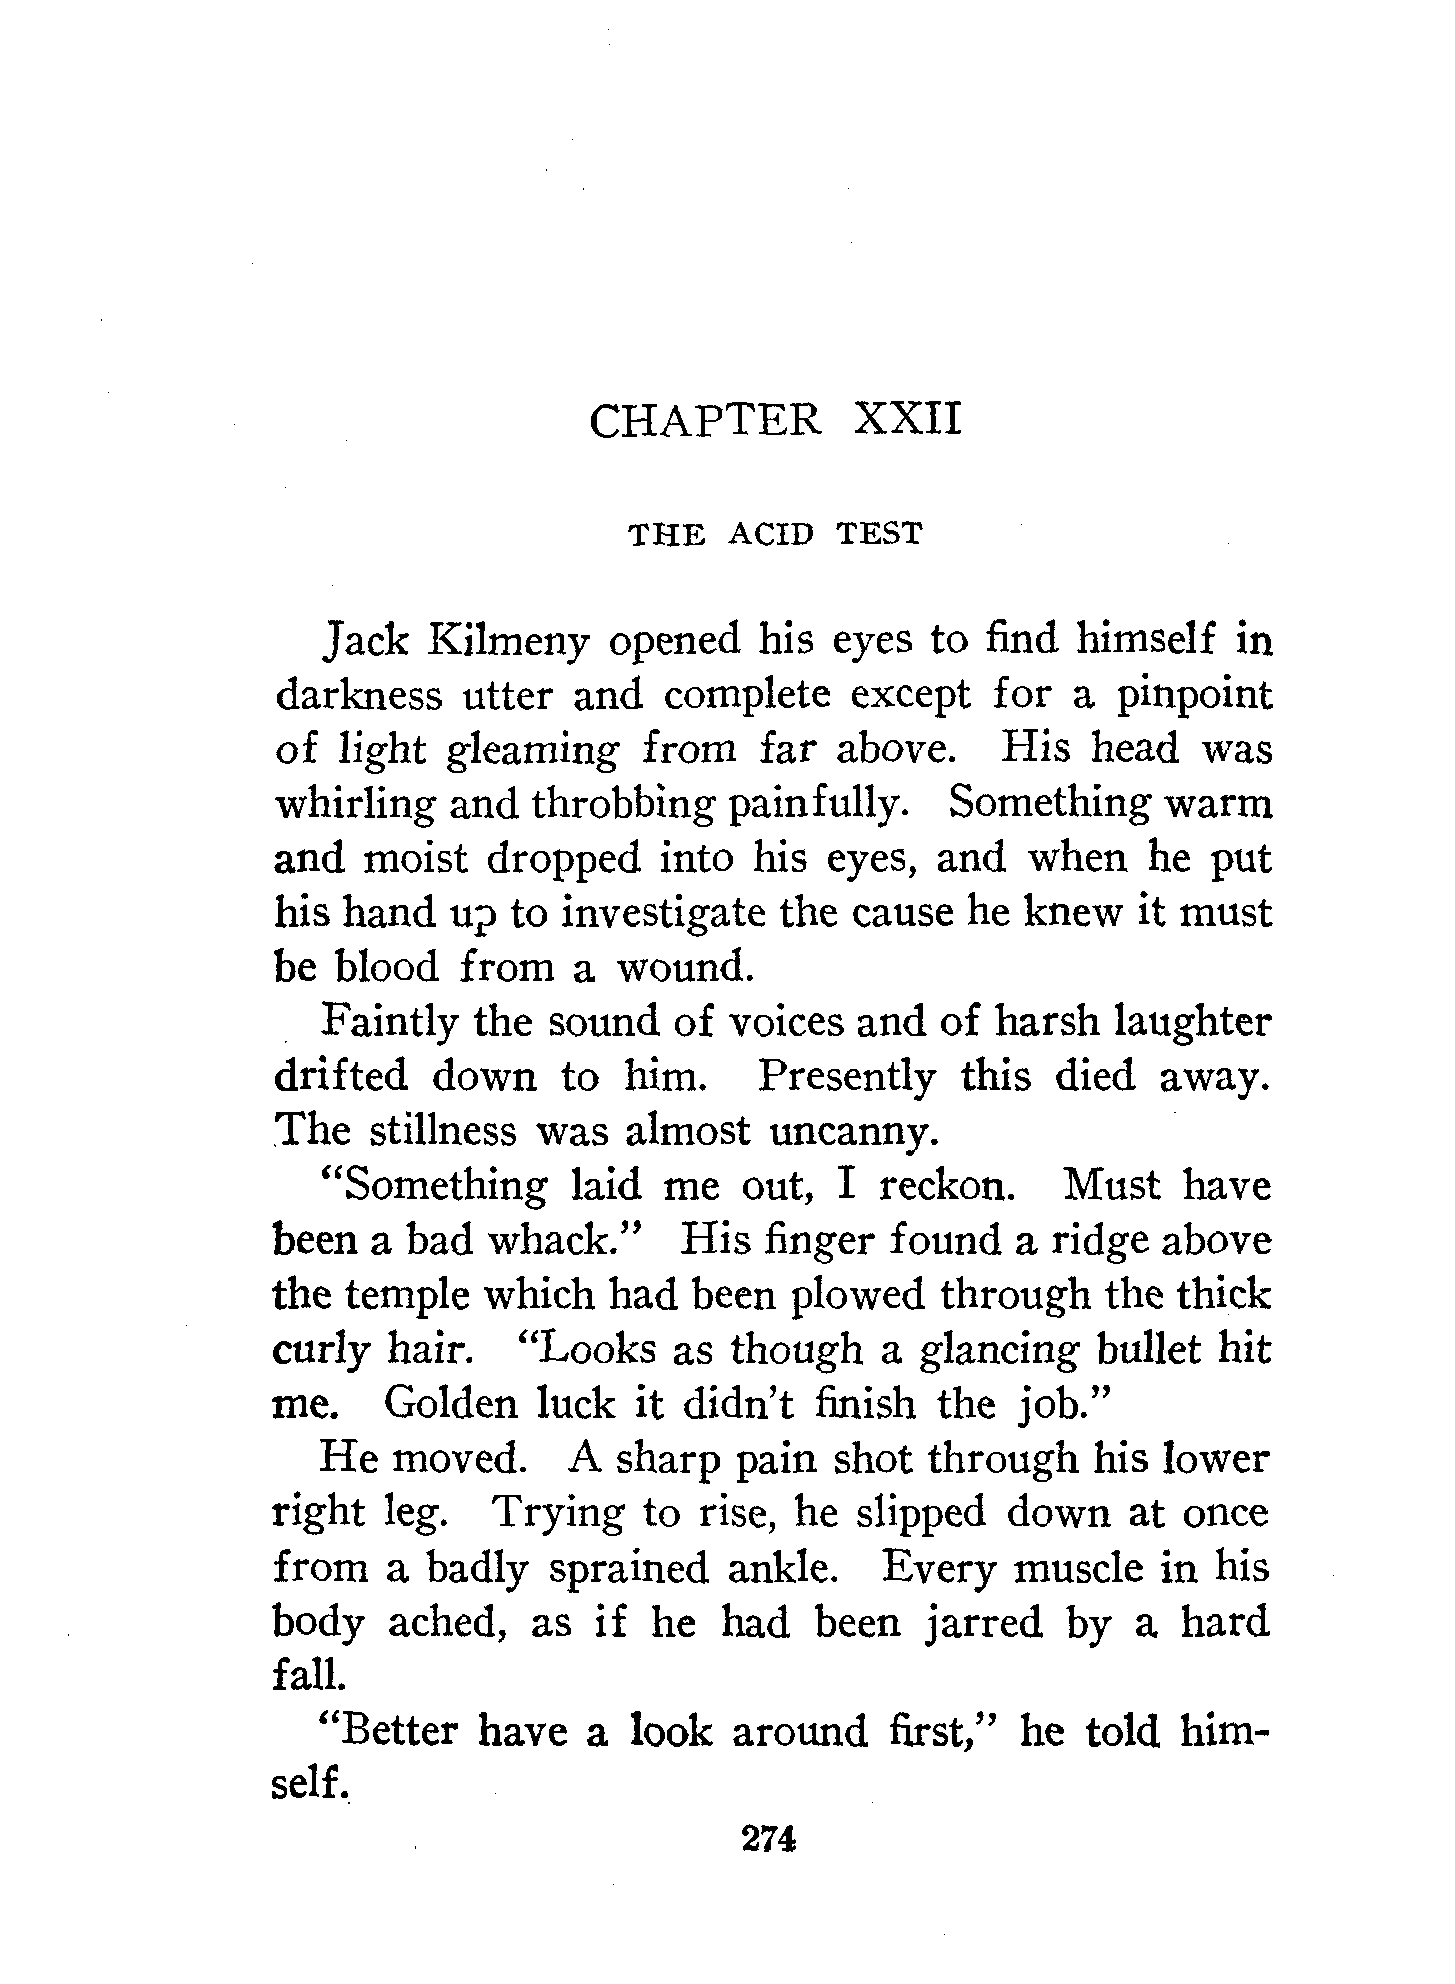 CHAPTER XXII
THE ACID TEST
Jack Kilmeny opened his eyes to find himself in
darkness utter and complete except for a pinpoint
of light gleaming from far above. His head was
whirling and throbbing painfully. Something warm
and moist dropped into his eyes, and when he put
his hand up to investigate the cause he knew it must
be blood from a wound.
Faintly the sound of voices and of harsh laughter
drifted down to him. Presently this died away.
The stillness was almost uncanny.
“Something laid me out, I reckon. Must have
been a bad whack.” His finger found a ridge above
the temple which had been plowed through the thick
curly hair. “Looks as though a glancing bullet hit
me. Golden luck it didn't finish the job.”
He moved. A sharp pain shot through his lower
right leg. Trying to rise, he slipped down at once
from a badly sprained ankle. Every muscle in his
body ached, as if he had been jarred by a hard
fall.
“Better have a look around first,” he told him-
self.
274